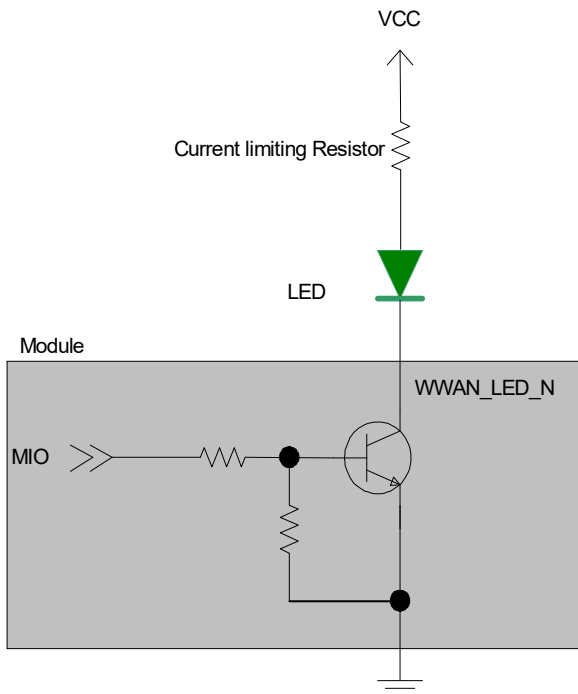 VCC
Current limiting Resistor
LED
Module
WWAN_LED_N
MIO